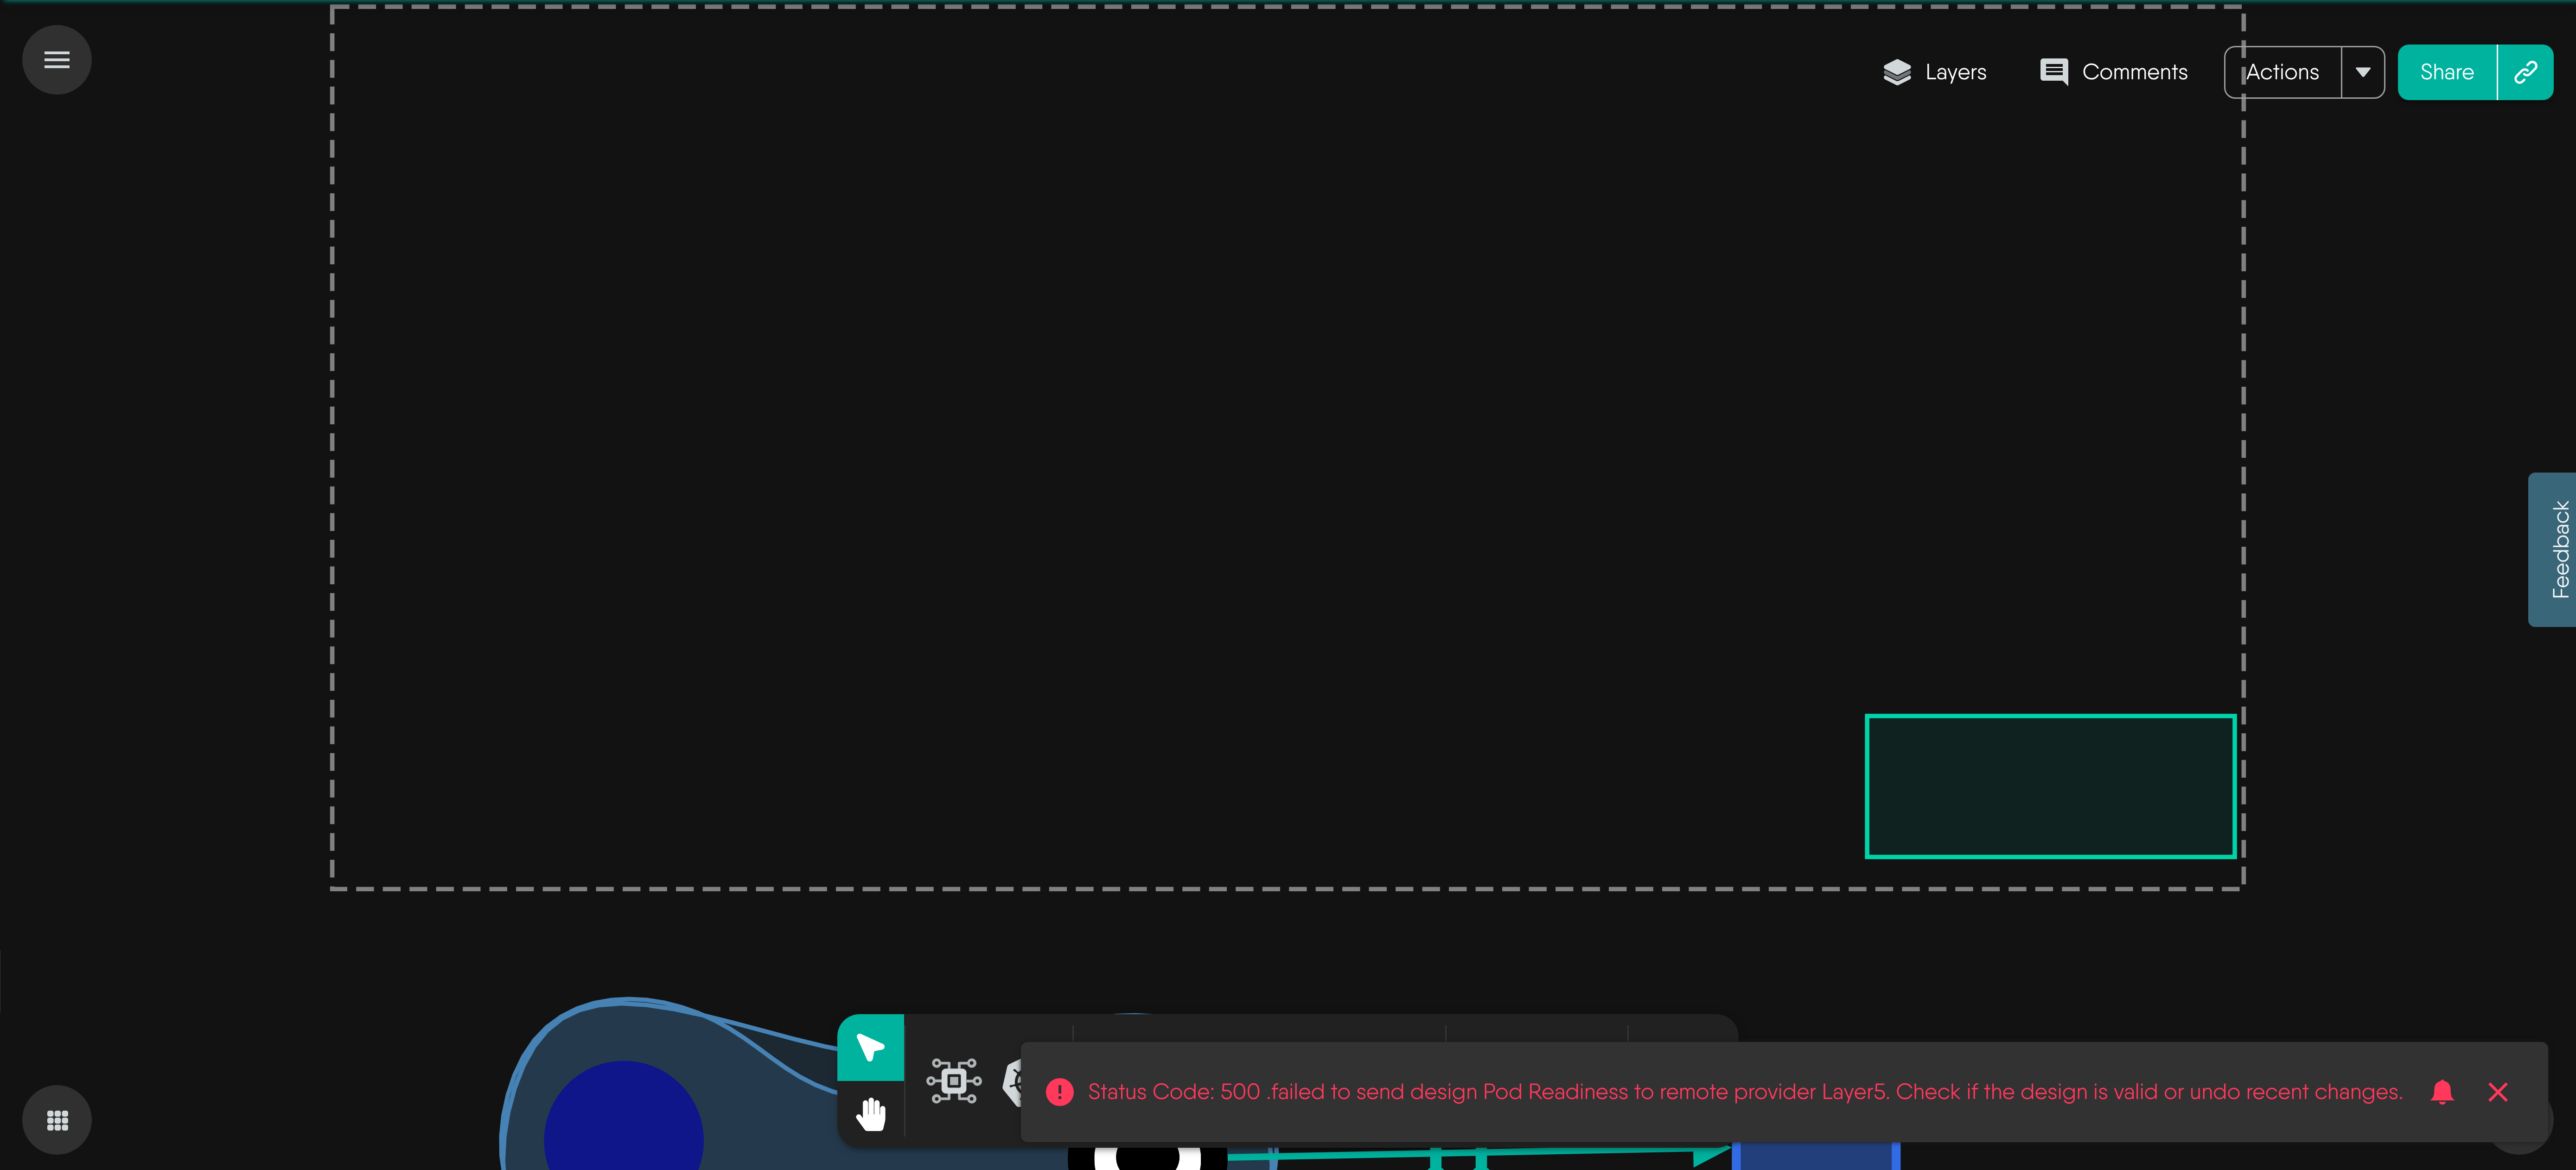 Layers
Comments
Actions
Share
Feedback
Status Code: 500 .failed to send design Pod Readiness to remote provider Layer5. Check if the design is valid or undo recent changes.